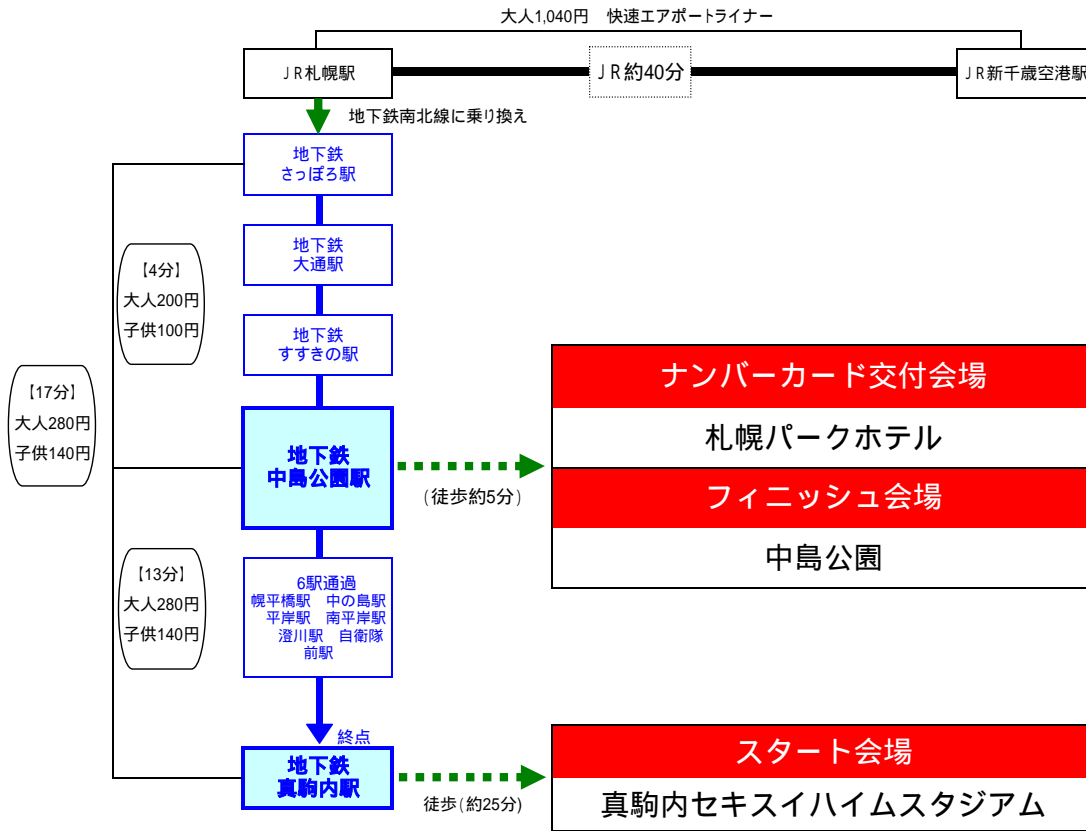 大人1,040円 快速エアポートライナー
JR札幌駅
JR約40分
JR新千歳空港駅
地下鉄南北線に乗り換え
地下鉄
さっぽろ駅
地下鉄
大通駅
【4分】
大人200円
子供100円
地下鉄
すすきの駅
【17分】
大人280円
子供140円
地下鉄
中島公園駅
(徒歩約5分)
ナンバーカード交付会場
札幌パークホテル
フィニッシュ会場
中島公園
【13分】
大人280円
子供140円
6駅通過
幌平橋駅 中の島駅
平岸駅 南平岸駅
澄川駅 自衛隊
前駅
終点
地下鉄
真駒内駅
徒歩(約25分)
スタート会場
真駒内セキスイハイムスタジアム